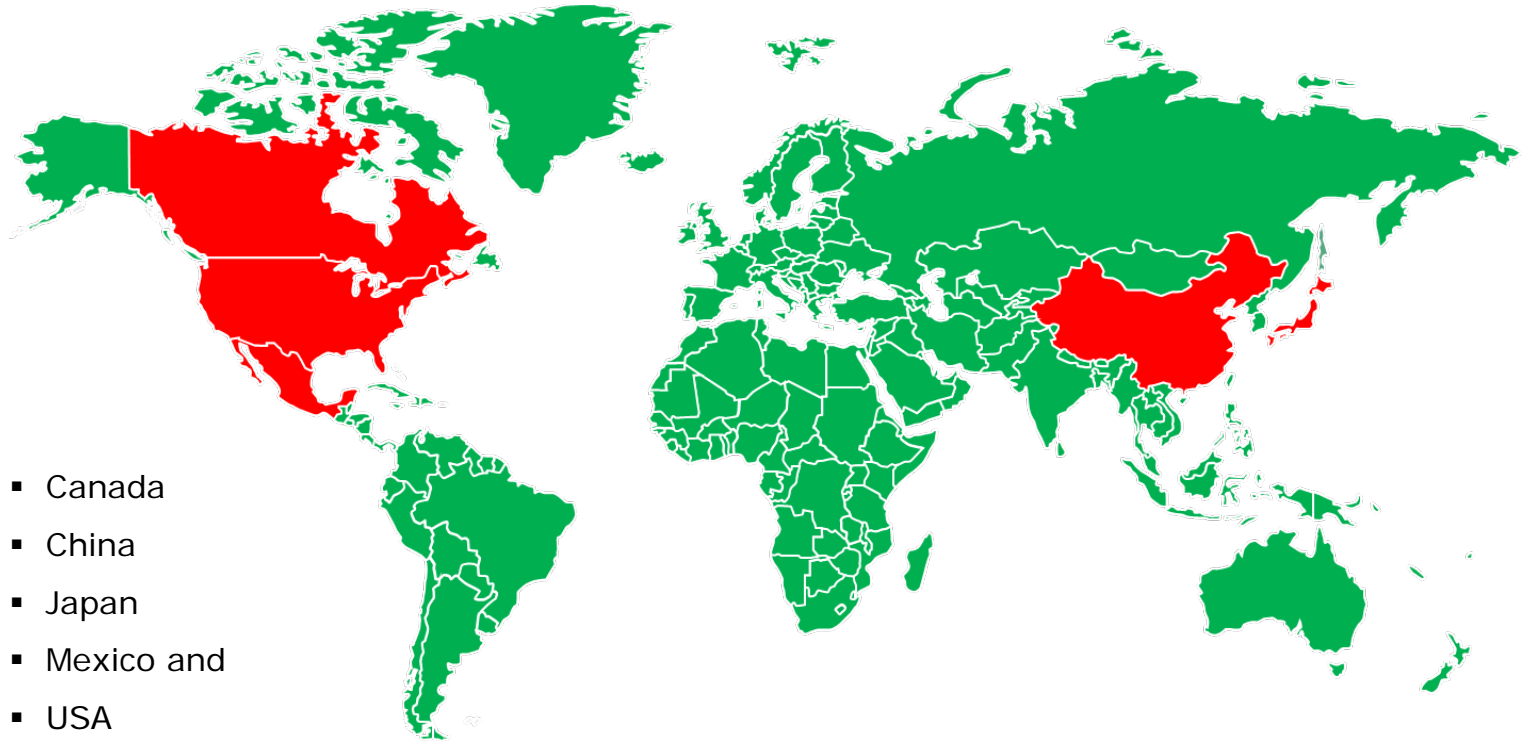 ▪ Canada
▪ China
▪ Japan
▪ Mexico and
▪ USA